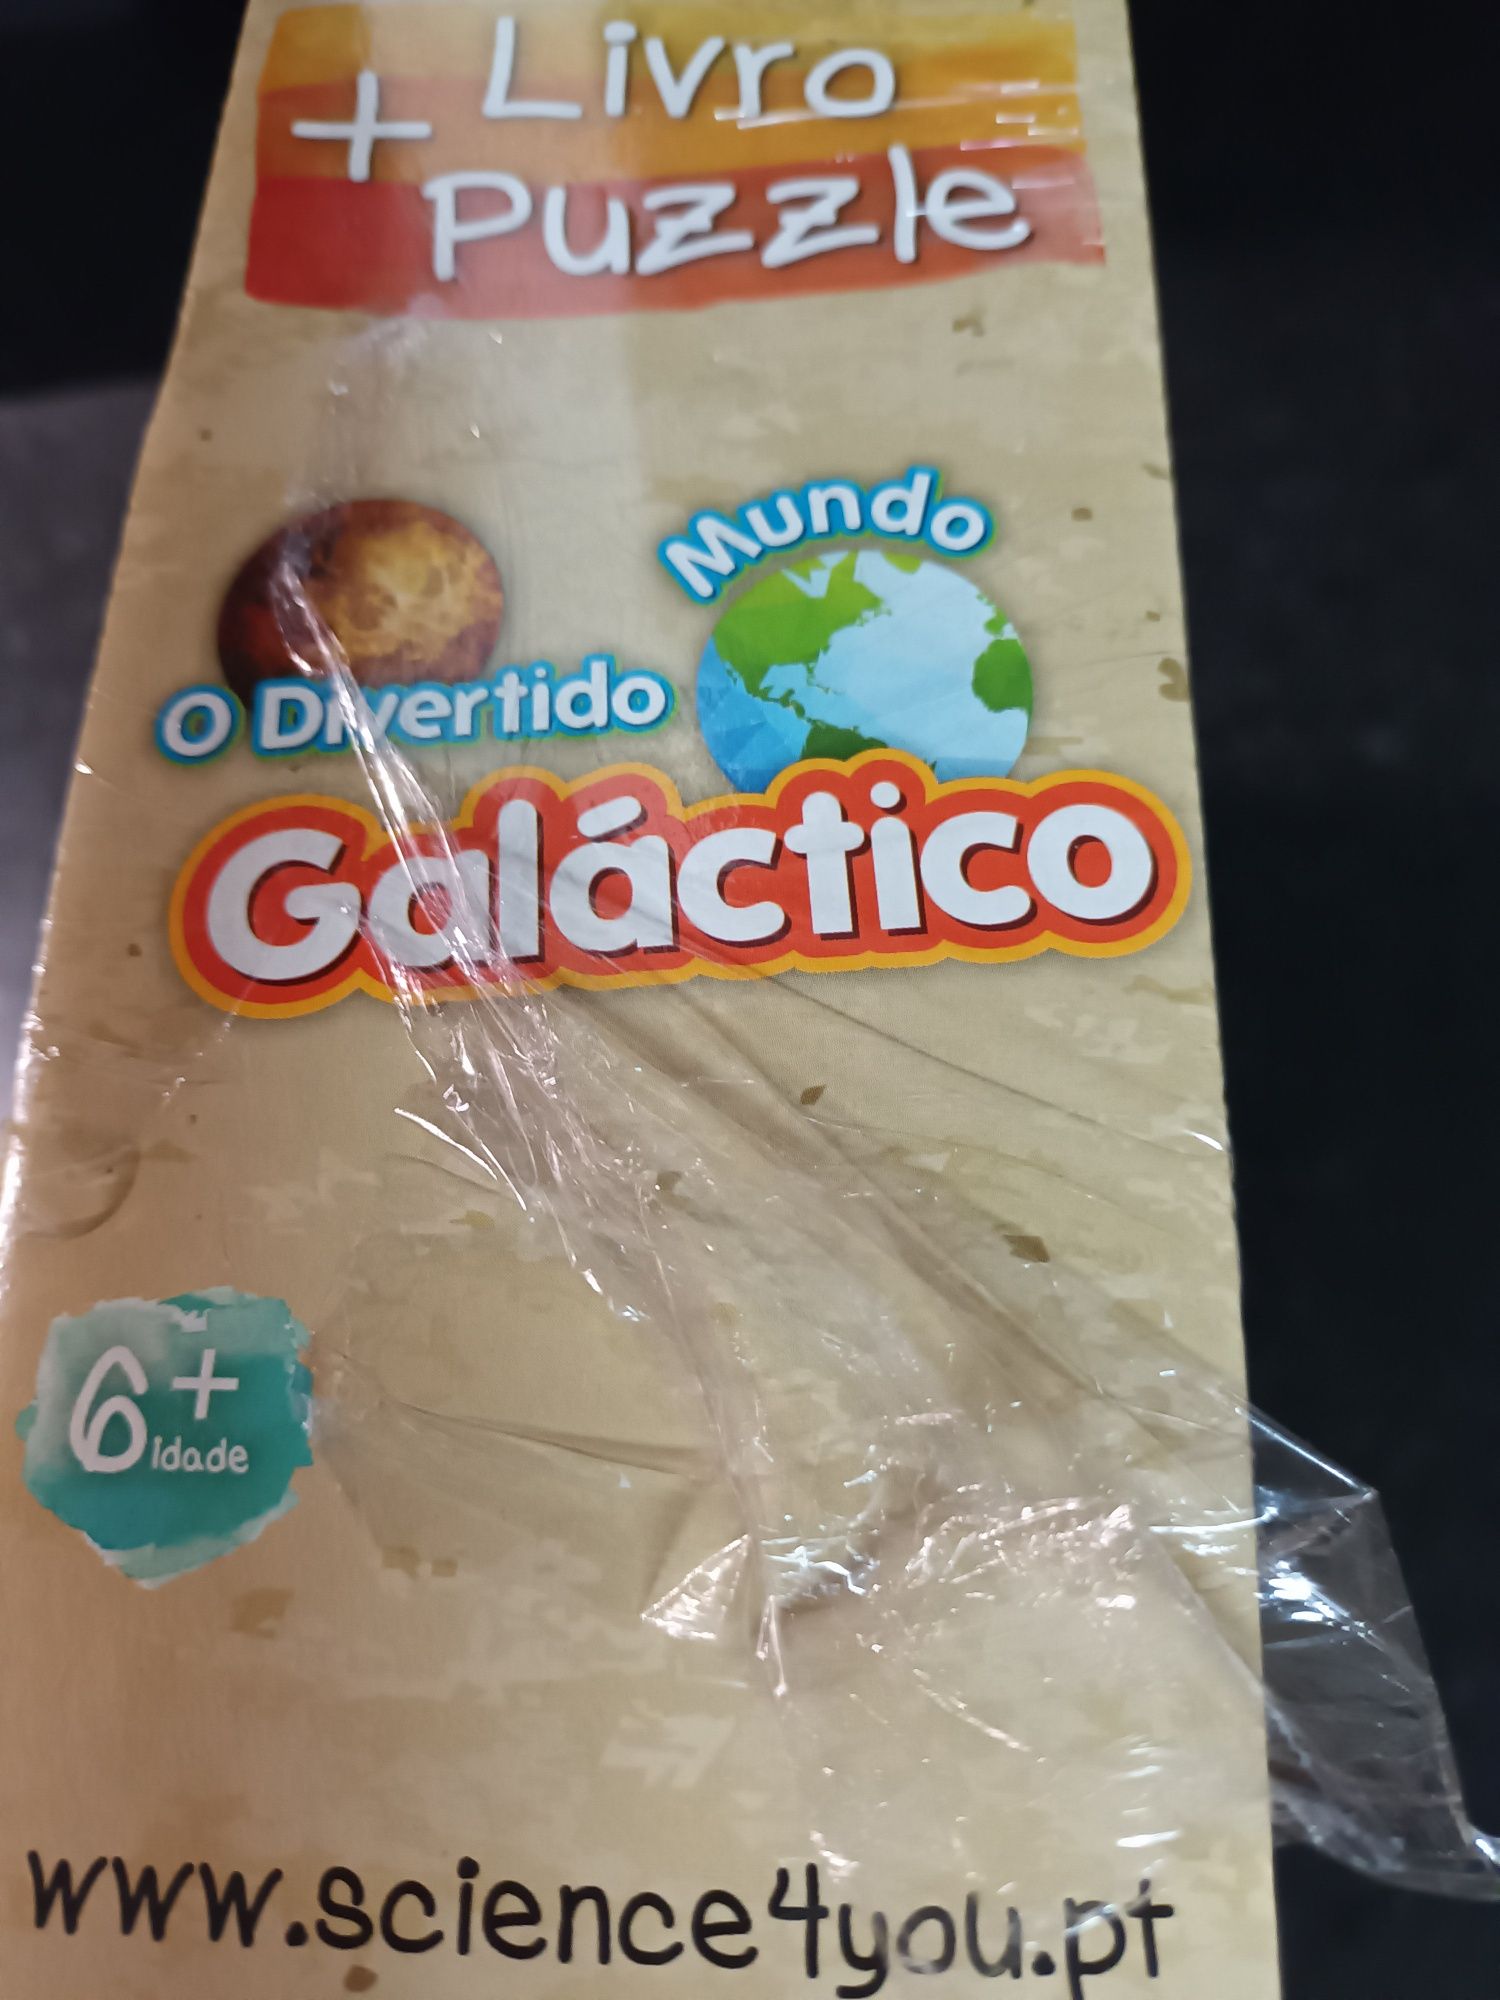 + Livro
Puzzle
Mundo
O Divertido
Galáctico
6+
Idade
www.science4you.pt